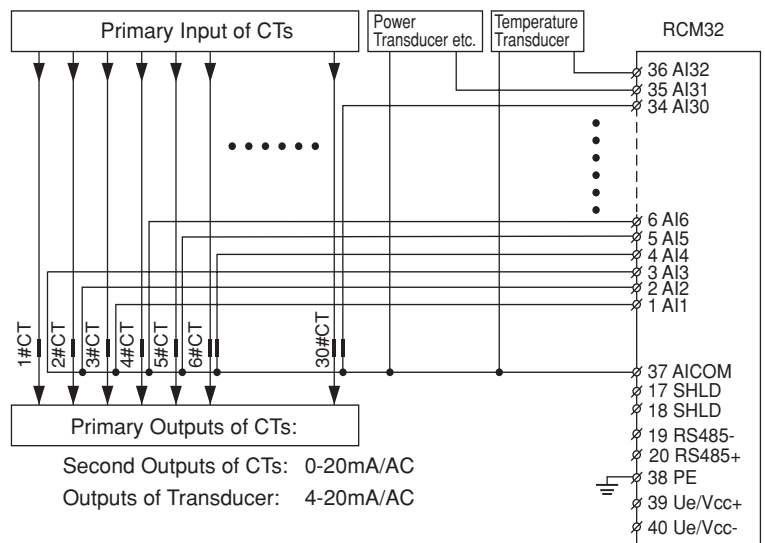 Primary Input of CTs
Power
Transducer etc.
Temperature
Transducer
RCM32
36 AI32
35 AI31
34 AI30
6 AI6
5 AI5
4 AI4
3 AI3
2 AI2
1 AI1
1#CT
2#CT
3#CT
4#CT
5#CT
6#CT
30#CT
37 AICOM
17 SHLD
18 SHLD
19 RS485-
20 RS485+
38 PE
39 Ue/Vcc+
40 Ue/Vcc-
Primary Outputs of CTs:
Second Outputs of CTs: 0-20mA/AC
Outputs of Transducer: 4-20mA/AC